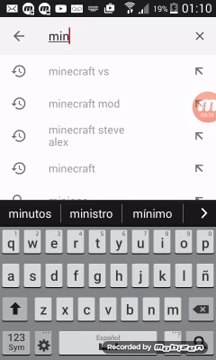 19% 01:10
min
minecraft vs
minecraft mod
minecraft steve
alex
minecraft
minutos ministro mínimo
q w e r t y u i o p
a s d f g h j k l ñ
z x c v b n m
123
Sym
Español
Recorded by
Mobizen